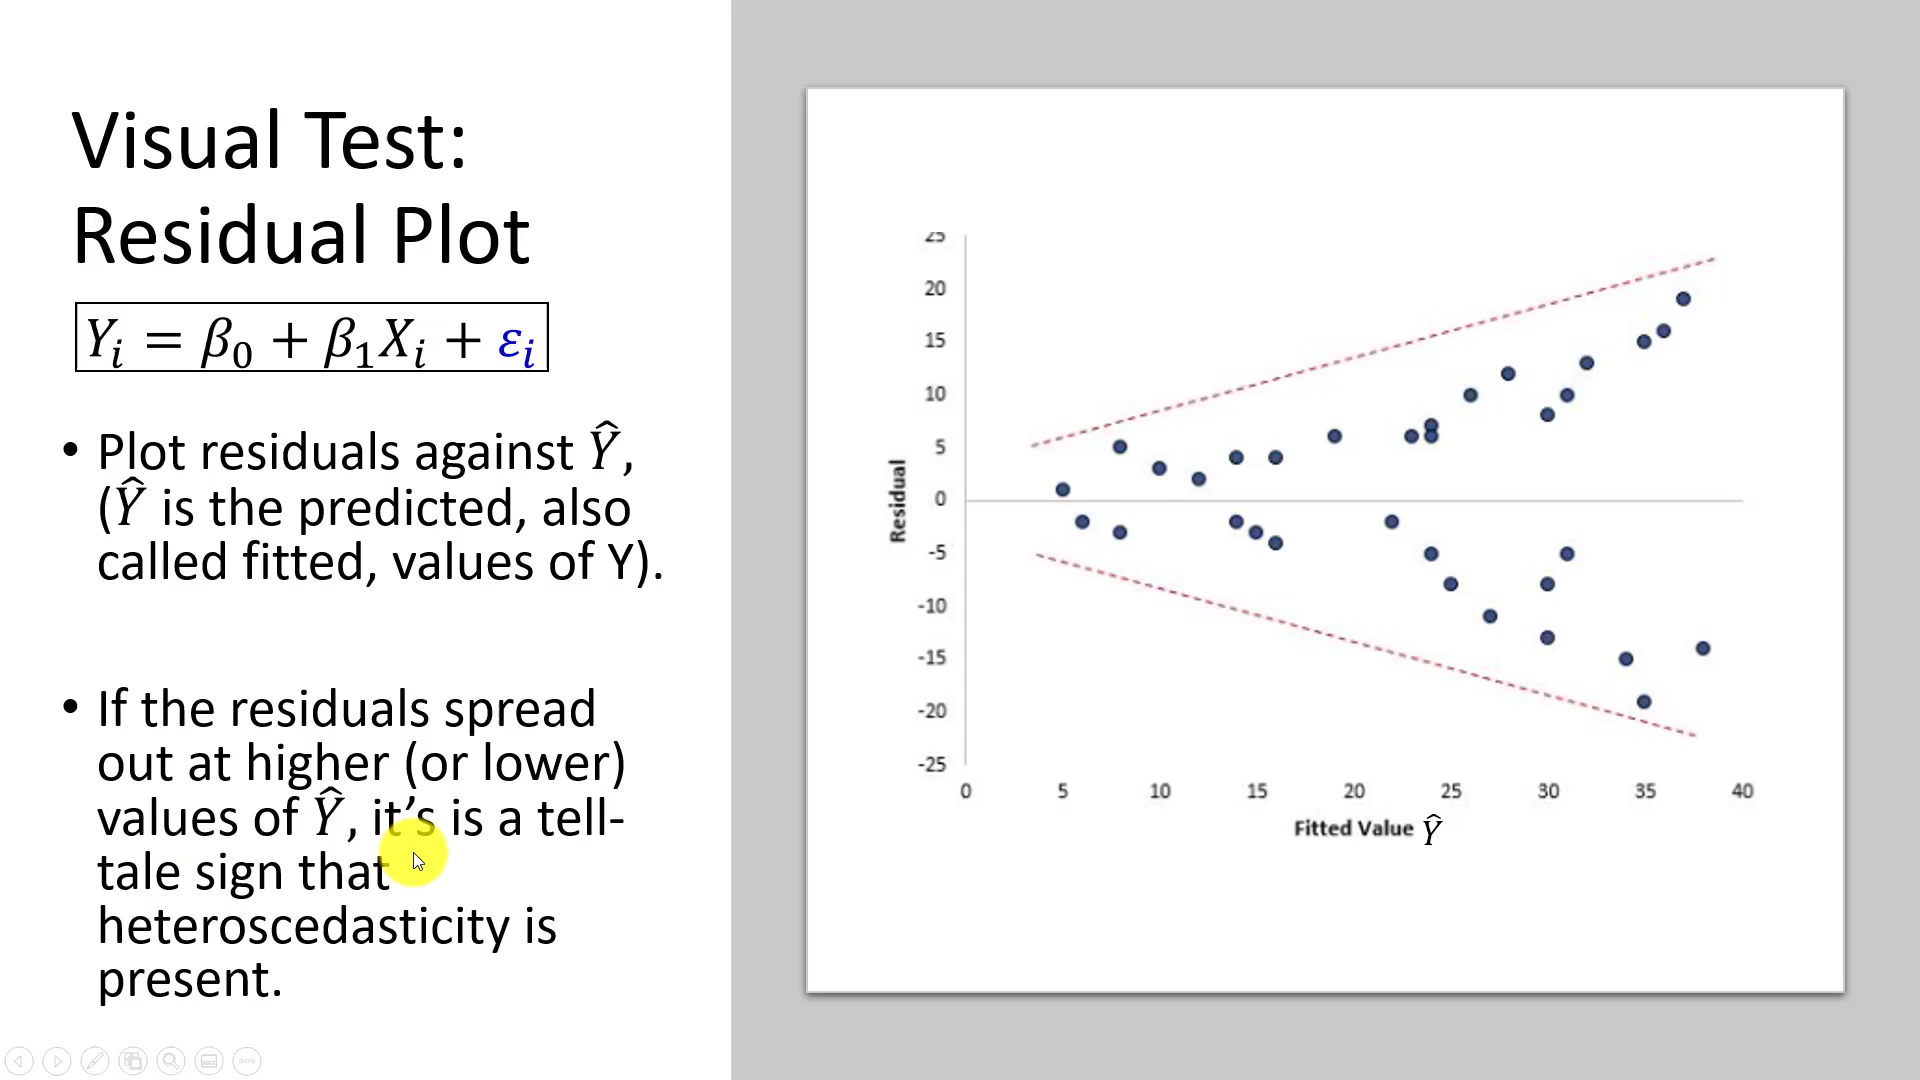 Visual Test:
Residual Plot
Yᵢ = β₀ + β₁Xᵢ + εᵢ
• Plot residuals against Ŷ,
(Ŷ is the predicted, also
called fitted, values of Y).
• If the residuals spread
out at higher (or lower)
values of Ŷ, it’s is a tell-
tale sign that
heteroscedasticity is
present.
25
20
15
10
5
0
-5
-10
-15
-20
-25
Residual
0 5 10 15 20 25 30 35 40
Fitted Value Ŷ